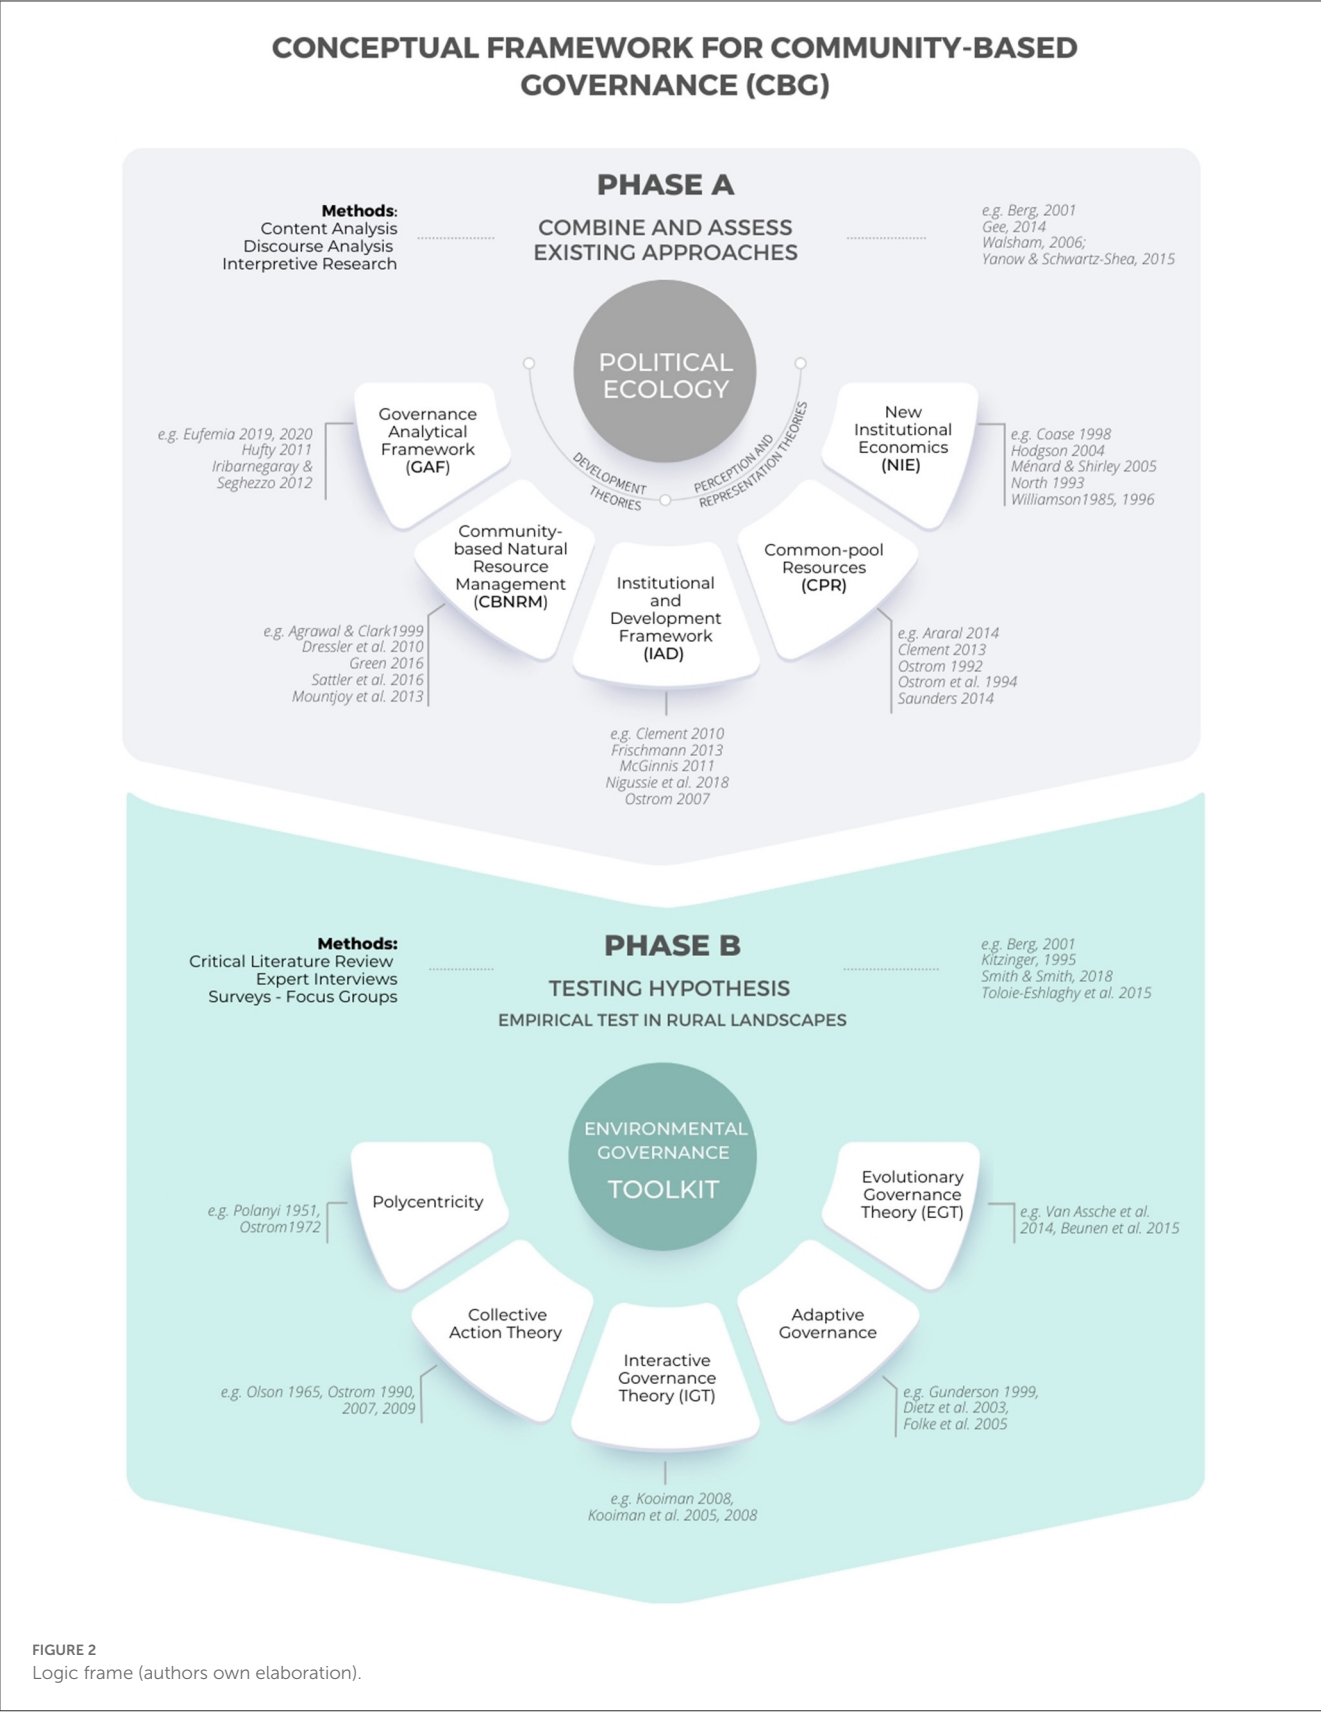 CONCEPTUAL FRAMEWORK FOR COMMUNITY-BASED
GOVERNANCE (CBG)
PHASE A
COMBINE AND ASSESS
EXISTING APPROACHES
Methods:
Content Analysis
Discourse Analysis
Interpretive Research
e.g. Berg, 2001
Gee, 2014
Walsham, 2006;
Yanow & Schwartz-Shea, 2015
POLITICAL
ECOLOGY
DEVELOPMENT
THEORIES
PERCEPTION AND
REPRESENTATION THEORIES
Governance
Analytical
Framework
(GAF)
e.g. Eufemia 2019, 2020
Hufty 2011
Iribarnegaray &
Seghezzo 2012
Community-
based Natural
Resource
Management
(CBNRM)
e.g. Agrawal & Clark1999
Dressler et al. 2010
Green 2016
Sattler et al. 2016
Mountjoy et al. 2013
Institutional
and
Development
Framework
(IAD)
e.g. Clement 2010
Frischmann 2013
McGinnis 2011
Nigussie et al. 2018
Ostrom 2007
Common-pool
Resources
(CPR)
e.g. Araral 2014
Clement 2013
Ostrom 1992
Ostrom et al. 1994
Saunders 2014
New
Institutional
Economics
(NIE)
e.g. Coase 1998
Hodgson 2004
Ménard & Shirley 2005
North 1993
Williamson1985, 1996
PHASE B
TESTING HYPOTHESIS
EMPIRICAL TEST IN RURAL LANDSCAPES
Methods:
Critical Literature Review
Expert Interviews
Surveys - Focus Groups
e.g. Berg, 2001
Kitzinger, 1995
Smith & Smith, 2018
Toloie-Eshlaghy et al. 2015
ENVIRONMENTAL
GOVERNANCE
TOOLKIT
Polycentricity
e.g. Polanyi 1951,
Ostrom1972
Collective
Action Theory
e.g. Olson 1965, Ostrom 1990,
2007, 2009
Interactive
Governance
Theory (IGT)
e.g. Kooiman 2008,
Kooiman et al. 2005, 2008
Adaptive
Governance
e.g. Gunderson 1999,
Dietz et al. 2003,
Folke et al. 2005
Evolutionary
Governance
Theory (EGT)
e.g. Van Assche et al.
2014, Beunen et al. 2015
FIGURE 2
Logic frame (authors own elaboration).